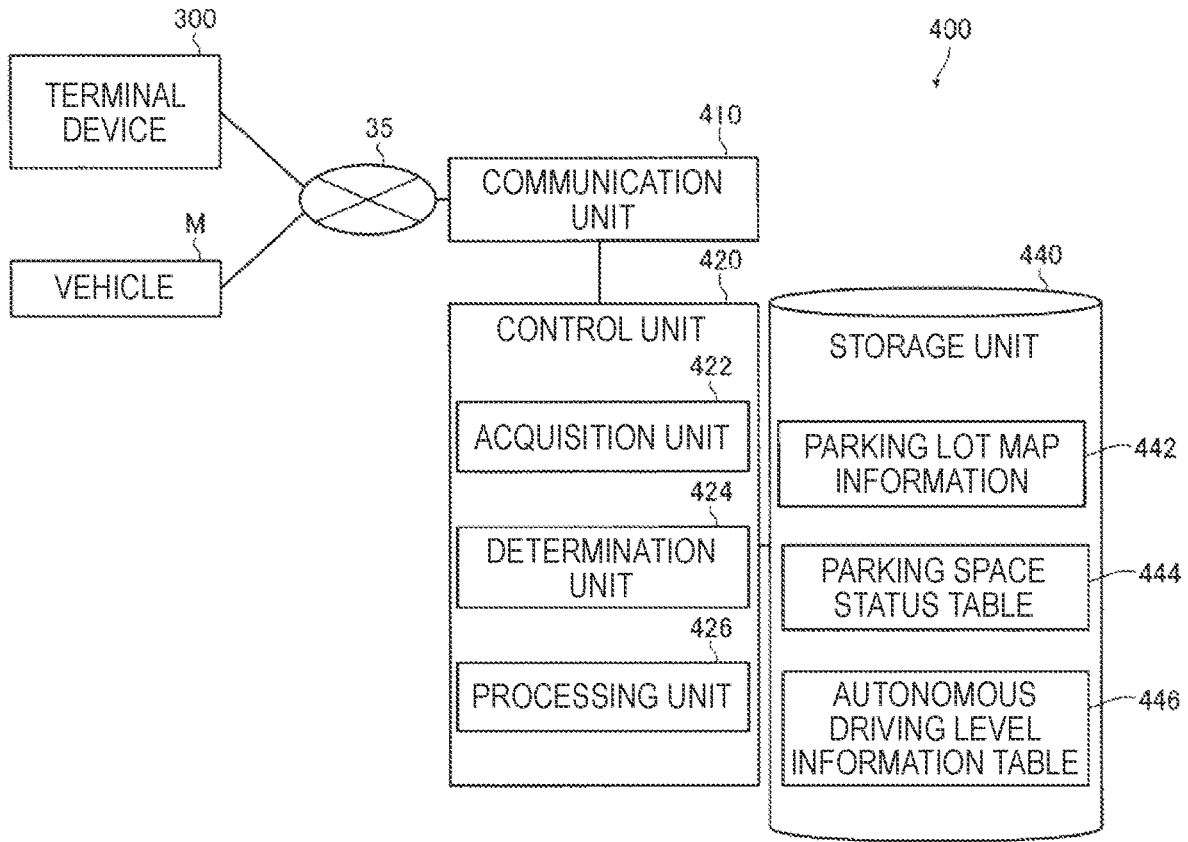 300
400
TERMINAL
DEVICE
35
410
COMMUNICATION
UNIT
M
VEHICLE
420
440
CONTROL UNIT
STORAGE UNIT
422
ACQUISITION UNIT
PARKING LOT MAP
INFORMATION
442
424
DETERMINATION
UNIT
PARKING SPACE
STATUS TABLE
444
426
PROCESSING UNIT
AUTONOMOUS
DRIVING LEVEL
INFORMATION TABLE
446